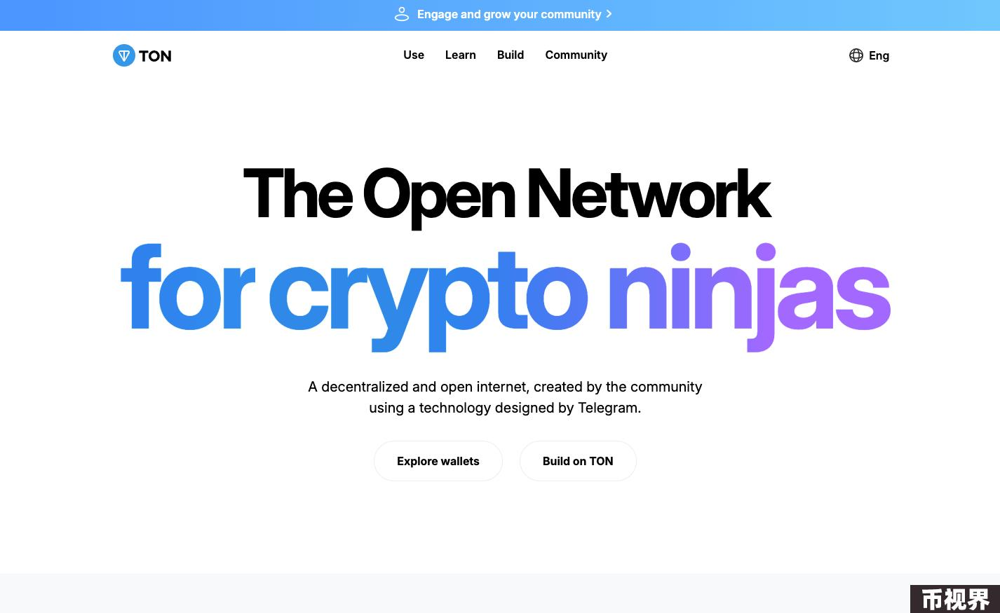 Engage and grow your community
TON
Use
Learn
Build
Community
Eng
The Open Network
for crypto ninjas
A decentralized and open internet, created by the community
using a technology designed by Telegram.
Explore wallets
Build on TON
币视界